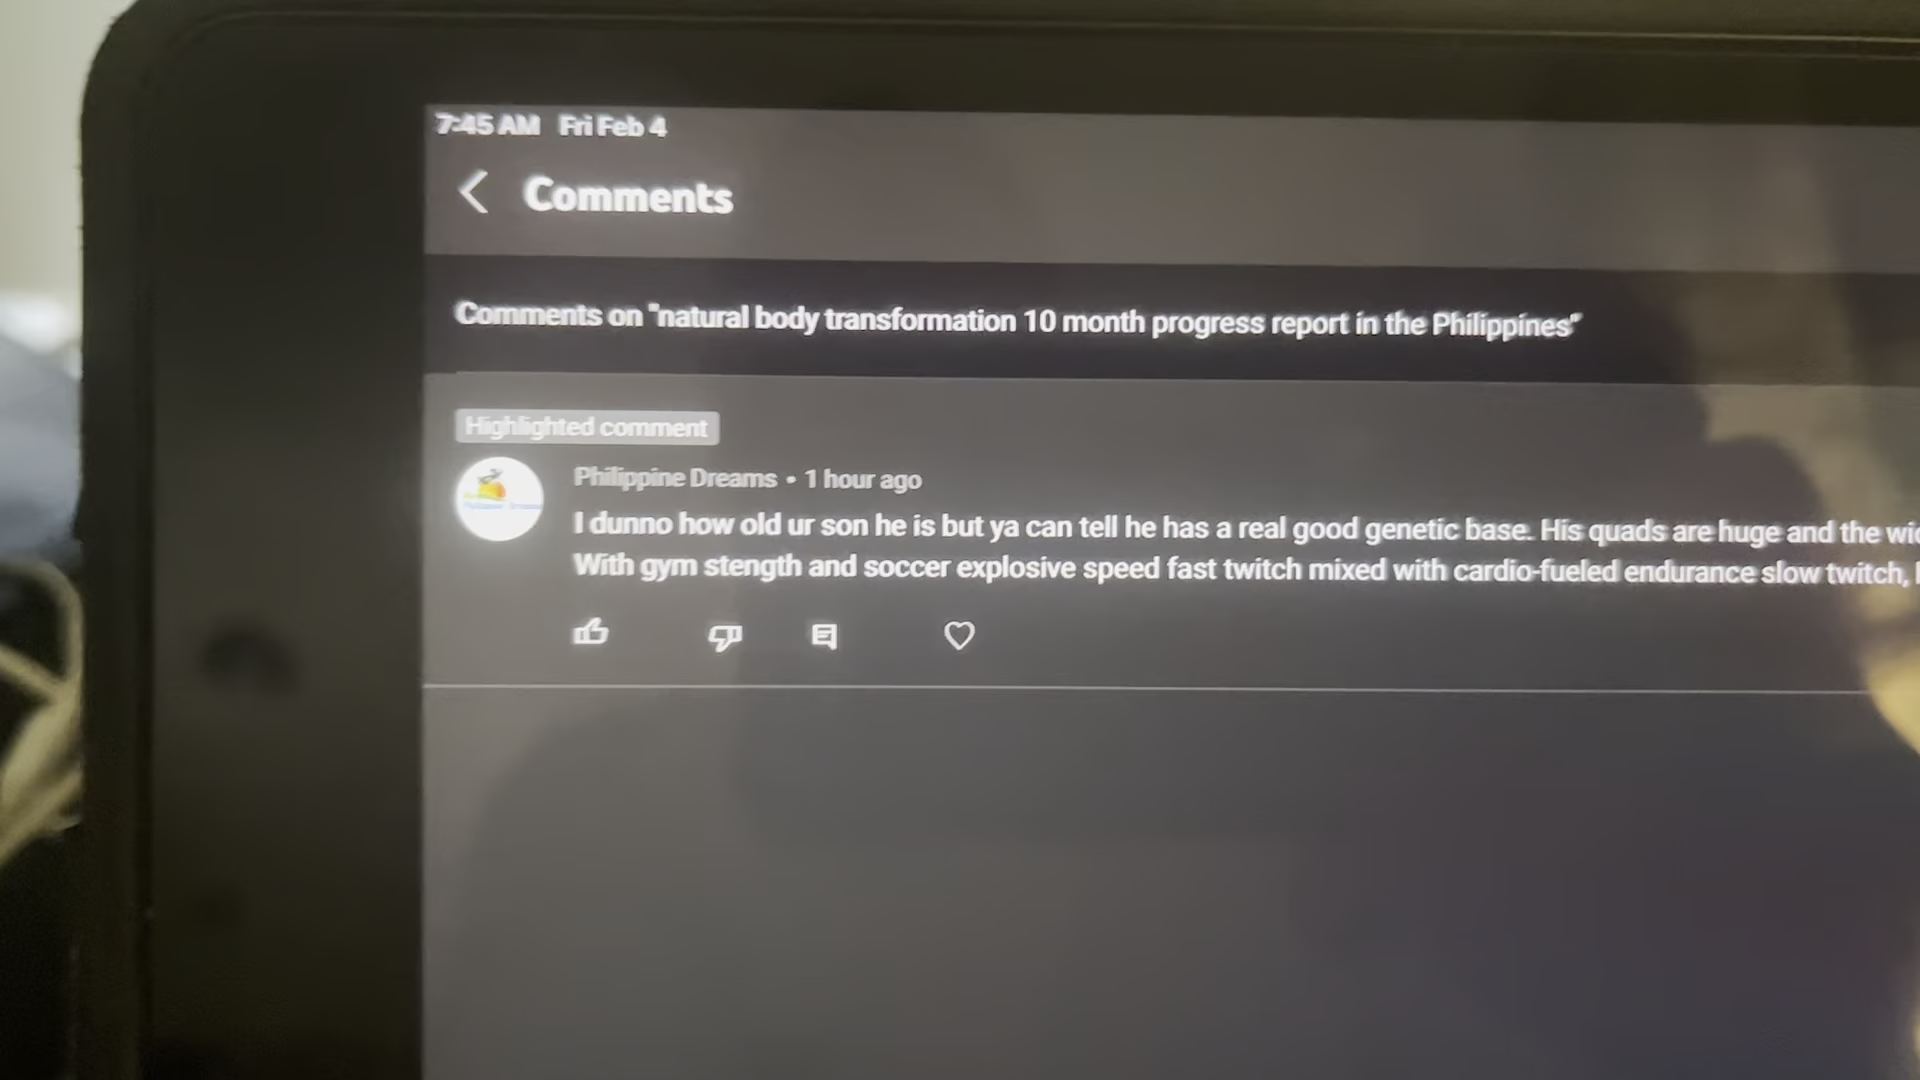 7:45 AM Fri Feb 4
Comments
Comments on "natural body transformation 10 month progress report in the Philippines"
Highlighted comment
Philippine Dreams • 1 hour ago
I dunno how old ur son he is but ya can tell he has a real good genetic base. His quads are huge and the
With gym stength and soccer explosive speed fast twitch mixed with cardio-fueled endurance slow twitch,